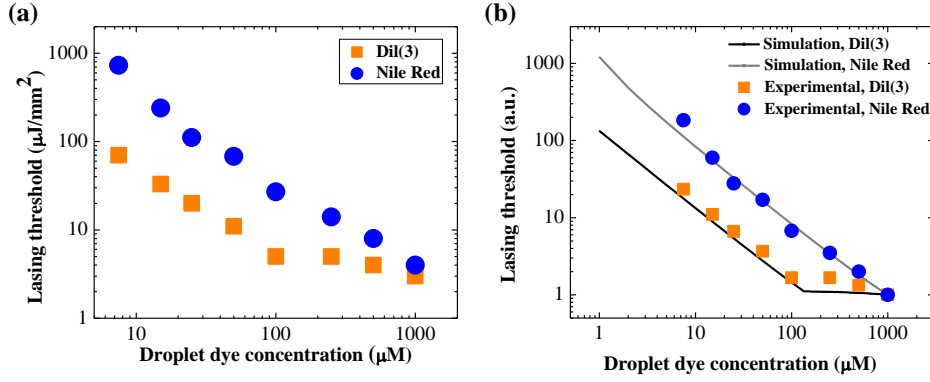 (a)
1000
100
10
1
Lasing threshold (μJ/mm²)
DiI(3)
Nile Red
10
100
1000
Droplet dye concentration (μM)
(b)
1000
100
10
1
Lasing threshold (a.u.)
Simulation, DiI(3)
Simulation, Nile Red
Experimental, DiI(3)
Experimental, Nile Red
1
10
100
1000
Droplet dye concentration (μM)